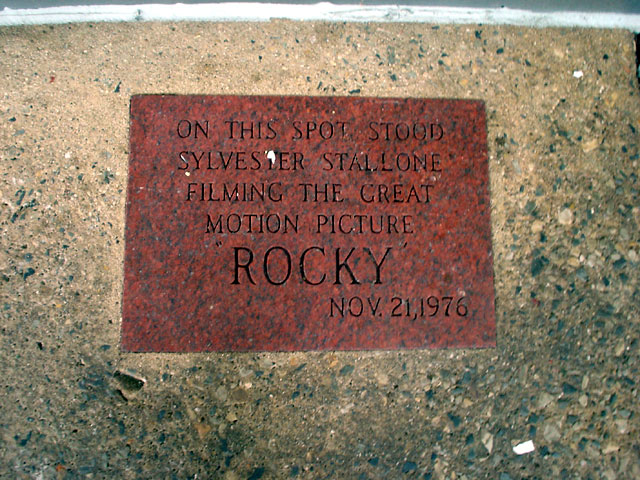 ON THIS SPOT STOOD
SYLVESTER STALLONE
FILMING THE GREAT
MOTION PICTURE
"ROCKY"
NOV. 21,1976